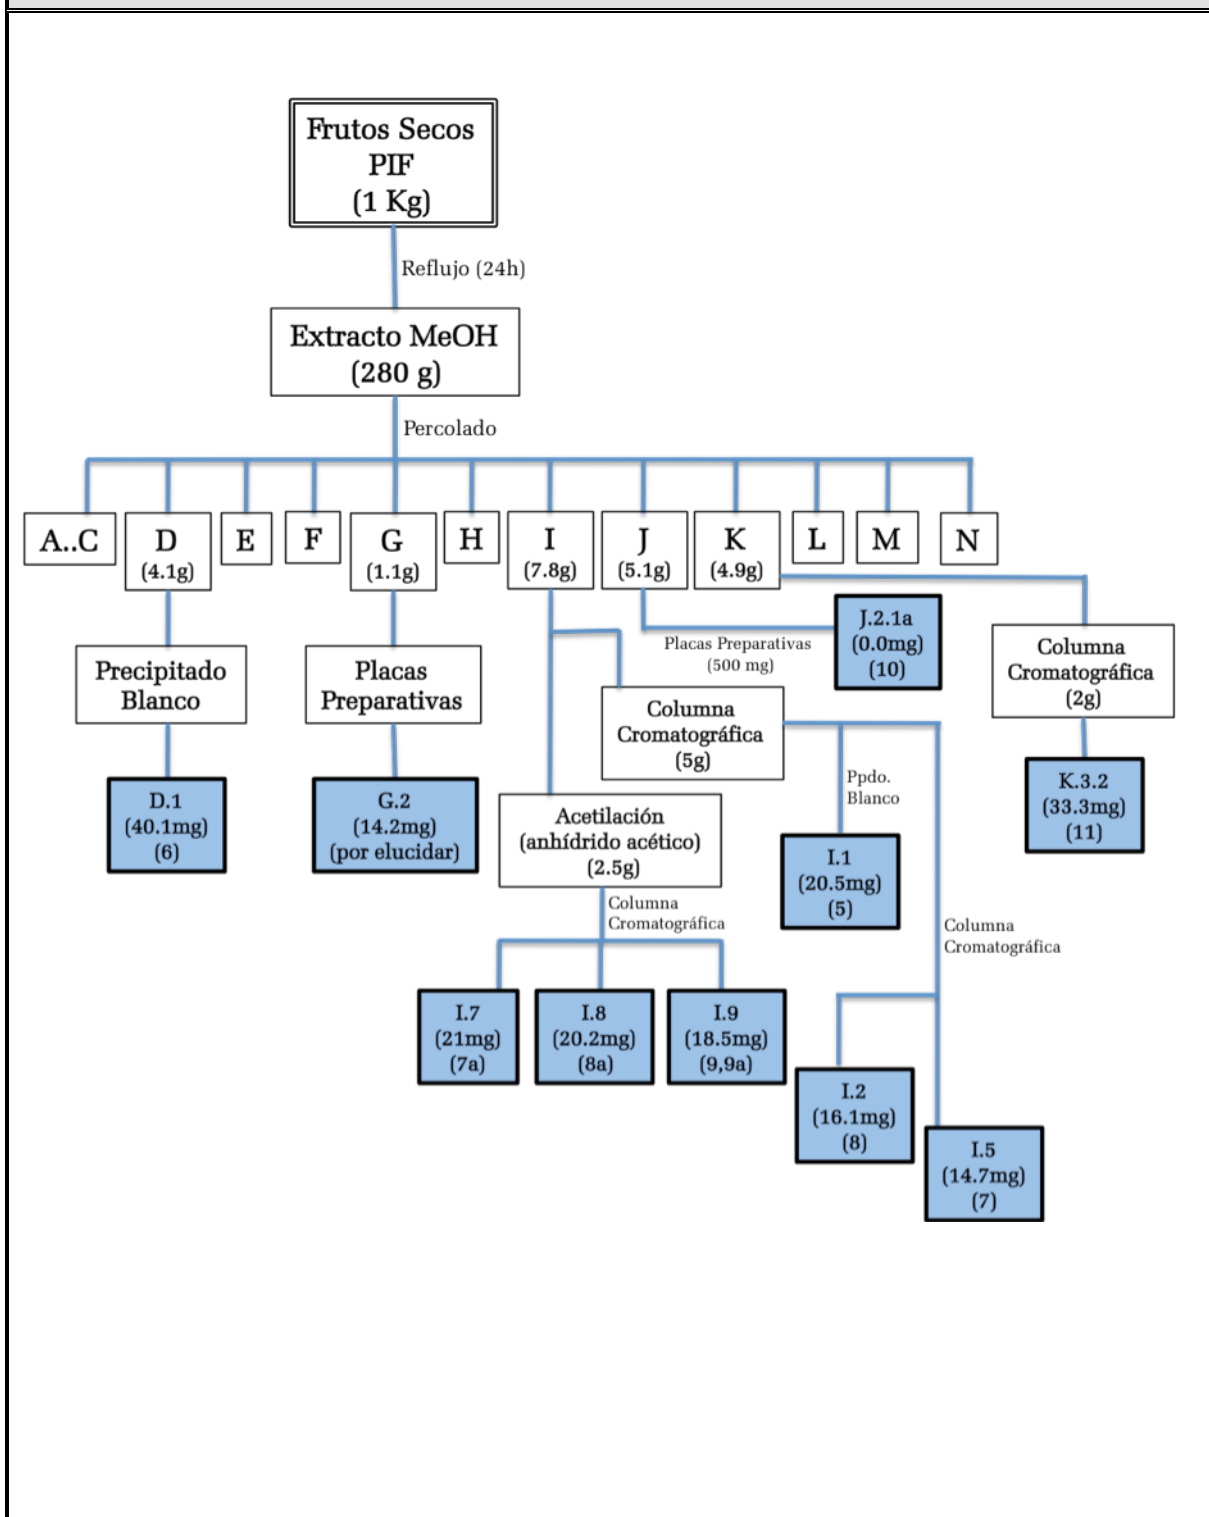 Frutos Secos
PIF
(1 Kg)
Reflujo (24h)
Extracto MeOH
(280 g)
Percolado
A..C
D
(4.1g)
E
F
G
(1.1g)
H
I
(7.8g)
J
(5.1g)
K
(4.9g)
L
M
N
Precipitado
Blanco
Placas
Preparativas
Placas Preparativas
(500 mg)
J.2.1a
(0.0mg)
(10)
Columna
Cromatográfica
(2g)
Columna
Cromatográfica
(5g)
D.1
(40.1mg)
(6)
G.2
(14.2mg)
(por elucidar)
Acetilación
(anhídrido acético)
(2.5g)
Ppdo.
Blanco
K.3.2
(33.3mg)
(11)
I.1
(20.5mg)
(5)
Columna
Cromatográfica
Columna
Cromatográfica
I.7
(21mg)
(7a)
I.8
(20.2mg)
(8a)
I.9
(18.5mg)
(9,9a)
I.2
(16.1mg)
(8)
I.5
(14.7mg)
(7)